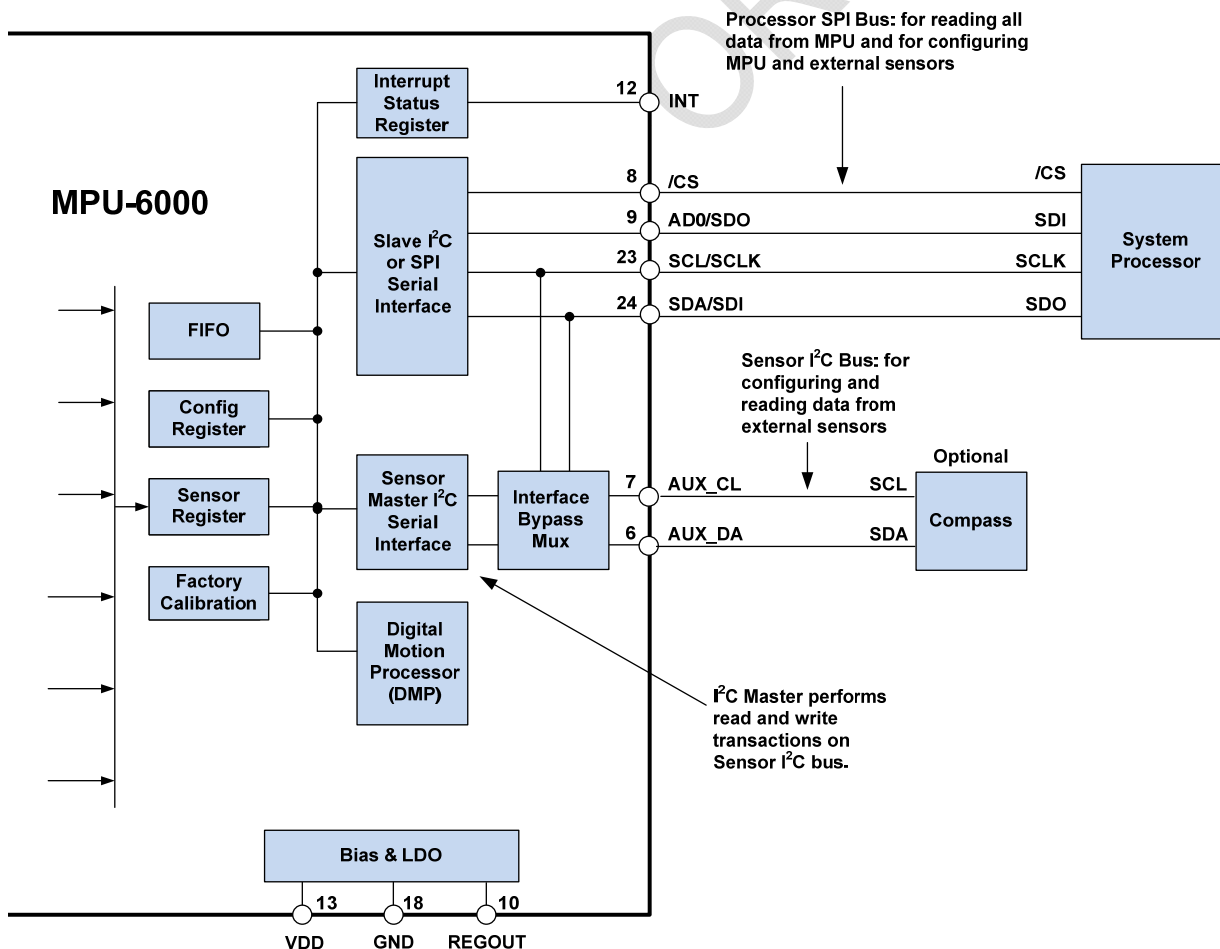 Processor SPI Bus: for reading all
data from MPU and for configuring
MPU and external sensors
Interrupt
Status
Register
12
INT
MPU-6000
Slave I²C
or SPI
Serial
Interface
8
/CS
/CS
9
AD0/SDO
SDI
23
SCL/SCLK
SCLK
24
SDA/SDI
SDO
System
Processor
FIFO
Config
Register
Sensor
Register
Factory
Calibration
Sensor I²C Bus: for
configuring and
reading data from
external sensors
Sensor
Master I²C
Serial
Interface
Interface
Bypass
Mux
7
AUX_CL
SCL
6
AUX_DA
SDA
Optional
Compass
Digital
Motion
Processor
(DMP)
I²C Master performs
read and write
transactions on
Sensor I²C bus.
Bias & LDO
13
18
10
VDD
GND
REGOUT